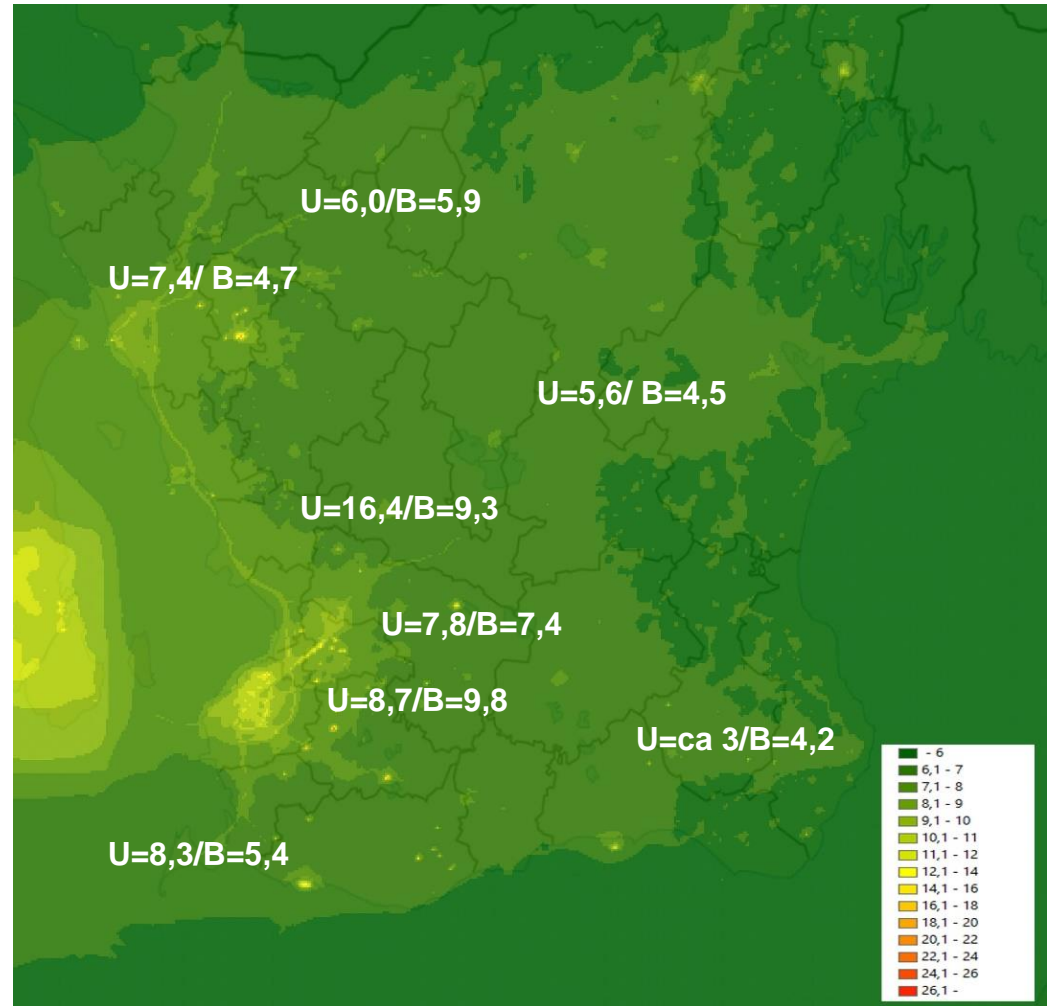 U=6,0/B=5,9
U=7,4/ B=4,7
U=5,6/ B=4,5
U=16,4/B=9,3
U=7,8/B=7,4
U=8,7/B=9,8
U=ca 3/B=4,2
U=8,3/B=5,4
- 6
6,1 - 7
7,1 - 8
8,1 - 9
9,1 - 10
10,1 - 11
11,1 - 12
12,1 - 14
14,1 - 16
16,1 - 18
18,1 - 20
20,1 - 22
22,1 - 24
24,1 - 26
26,1 -